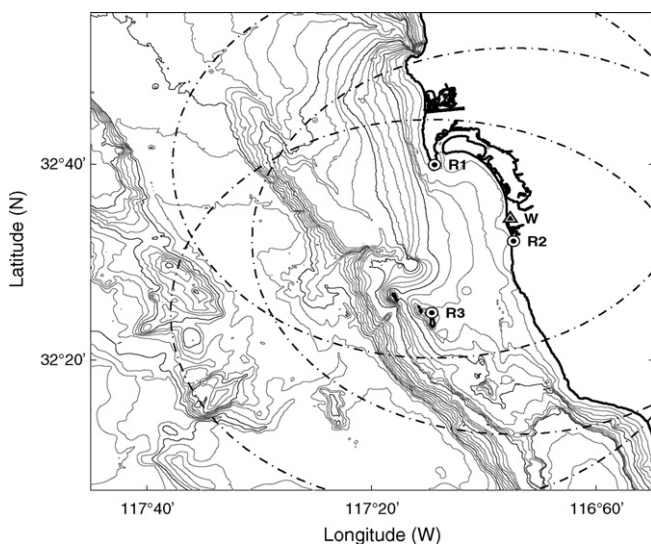 Latitude (N)
32°40'
32°20'
R1
W
R2
R3
117°40'
117°20'
116°60'
Longitude (W)